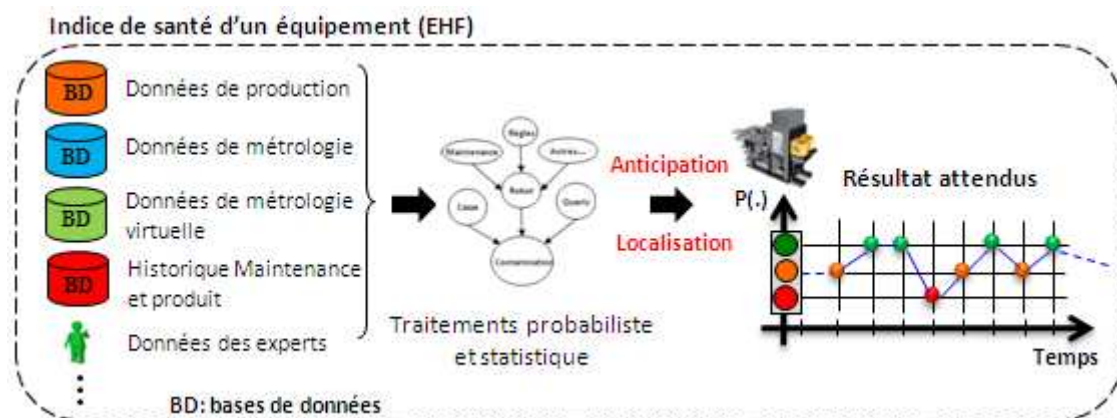 Indice de santé d'un équipement (EHF)
BD Données de production
BD Données de métrologie
BD Données de métrologie
virtuelle
BD Historique Maintenance
et produit
Données des experts
BD: bases de données
Règles
Maintenance
Autres...
Robot
Casse
Quartz
Contamination
Traitements probabiliste
et statistique
Anticipation
Localisation
P(.)
Résultat attendus
Temps